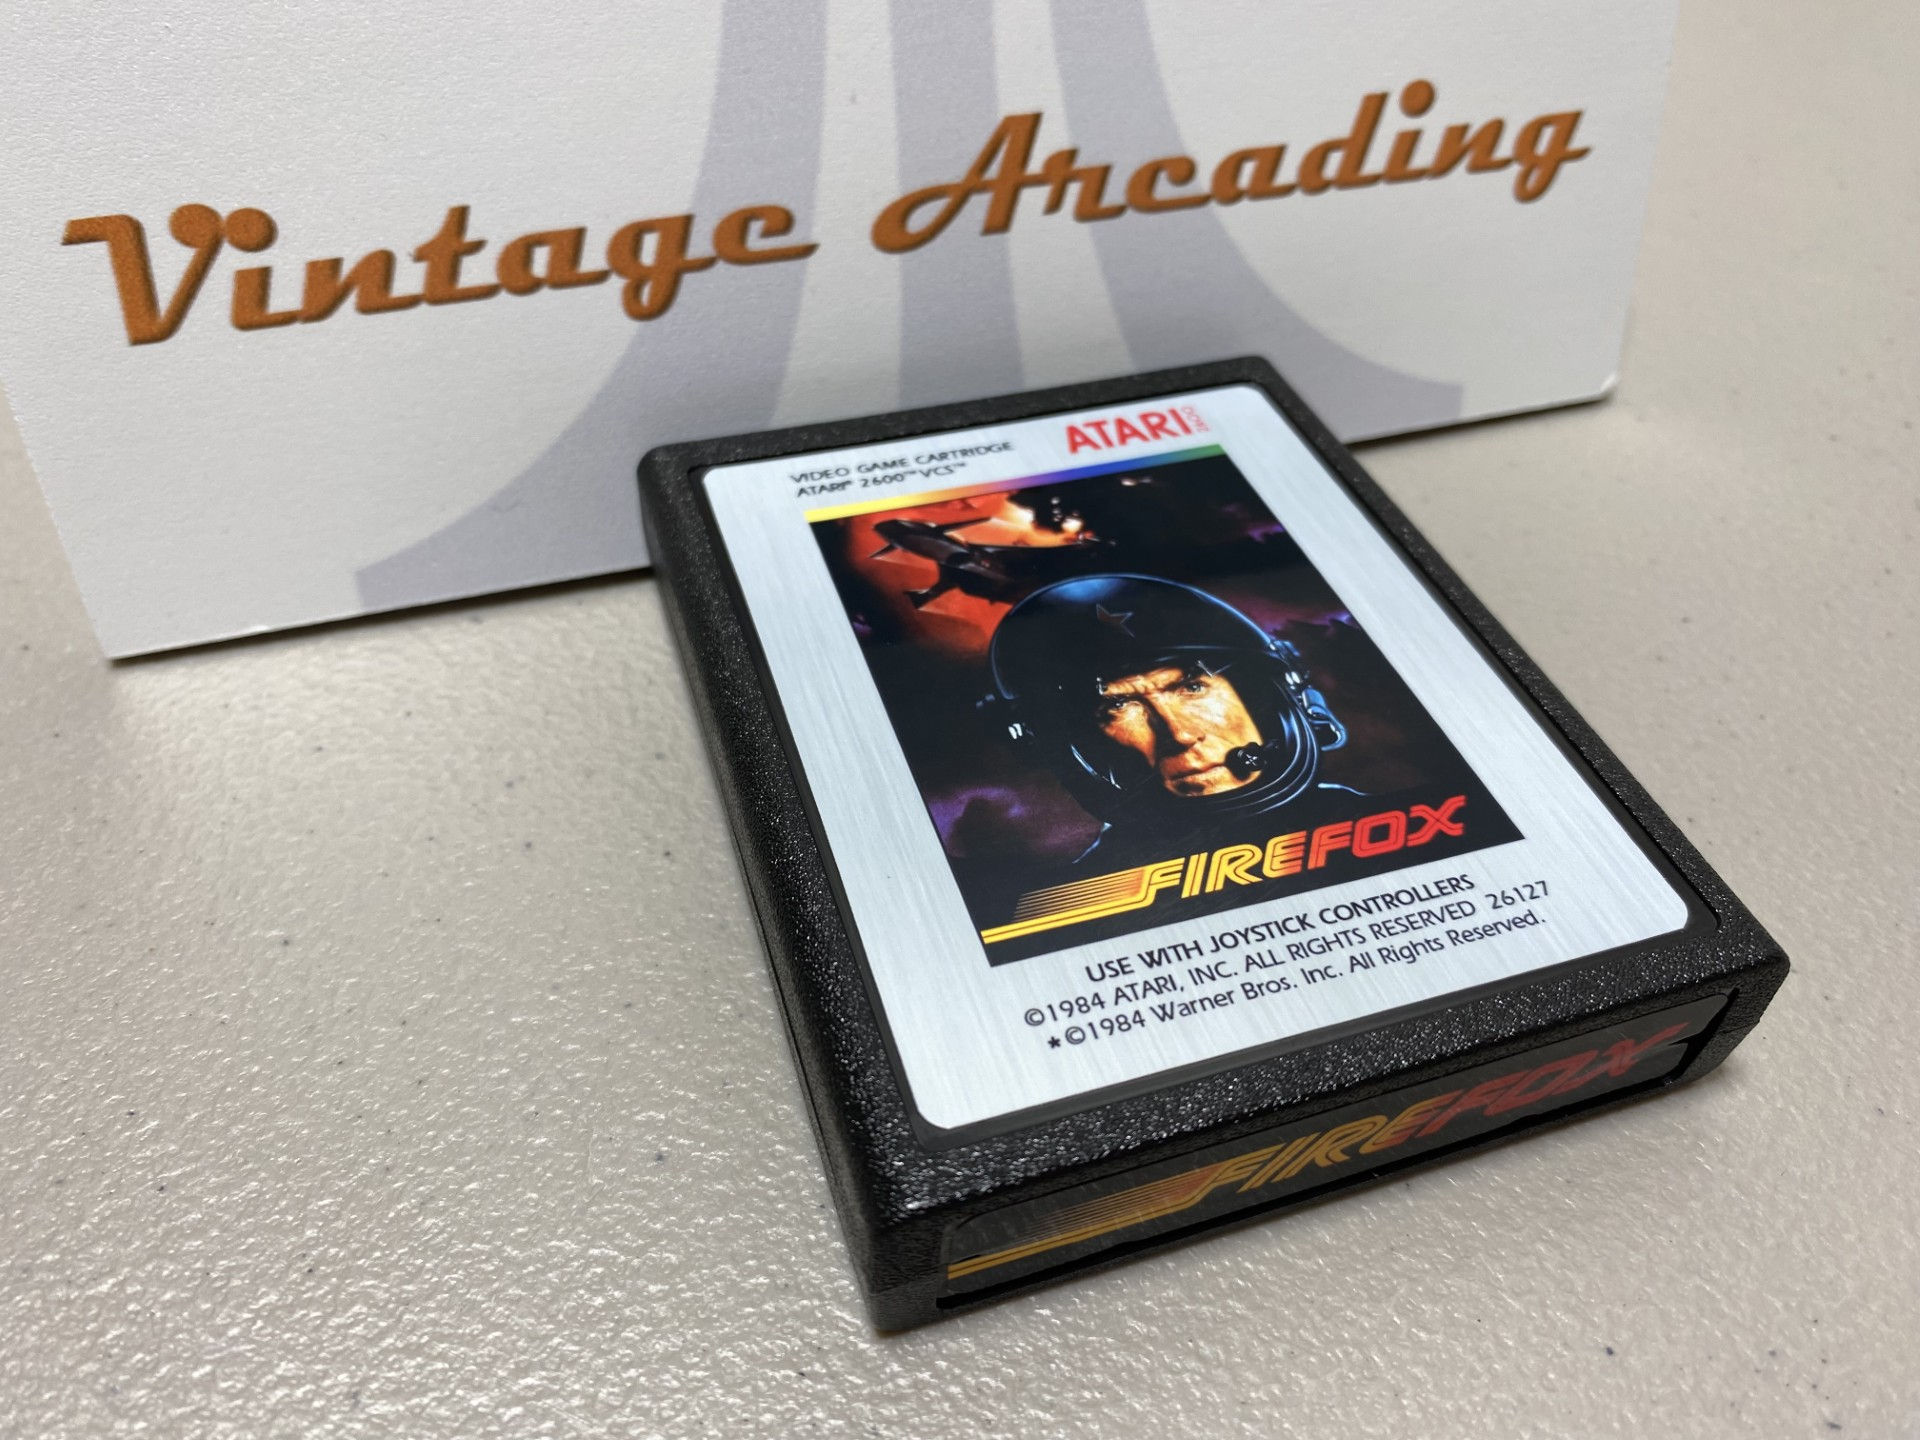 Vintage Arcading
VIDEO GAME CARTRIDGE
ATARI® 2600™ VCS™
ATARI 2600
FIREFOX
USE WITH JOYSTICK CONTROLLERS
©1984 ATARI, INC. ALL RIGHTS RESERVED 26127
*©1984 Warner Bros. Inc. All Rights Reserved.
FIREFOX